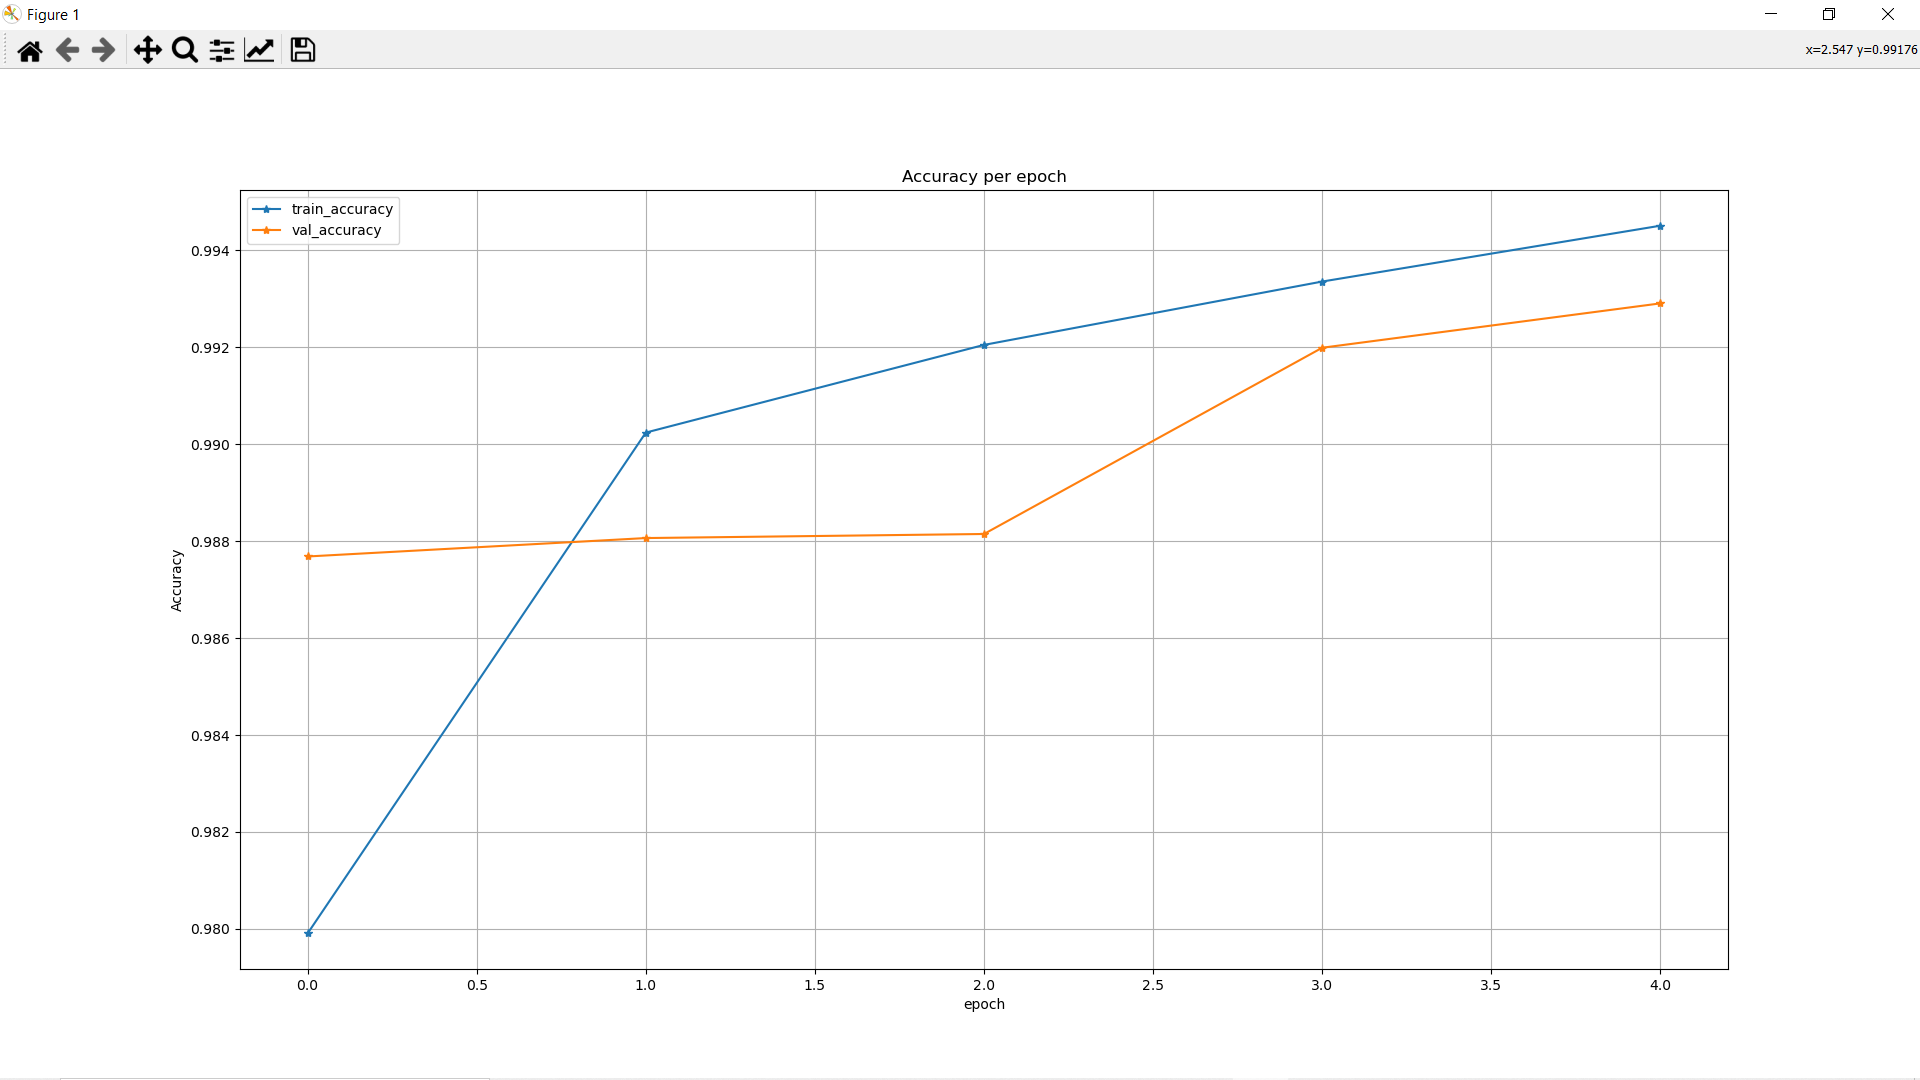 Figure 1
x=2.547 y=0.99176
Accuracy per epoch
train_accuracy
val_accuracy
0.994
0.992
0.990
0.988
0.986
0.984
0.982
0.980
Accuracy
0.0 0.5 1.0 1.5 2.0 2.5 3.0 3.5 4.0
epoch